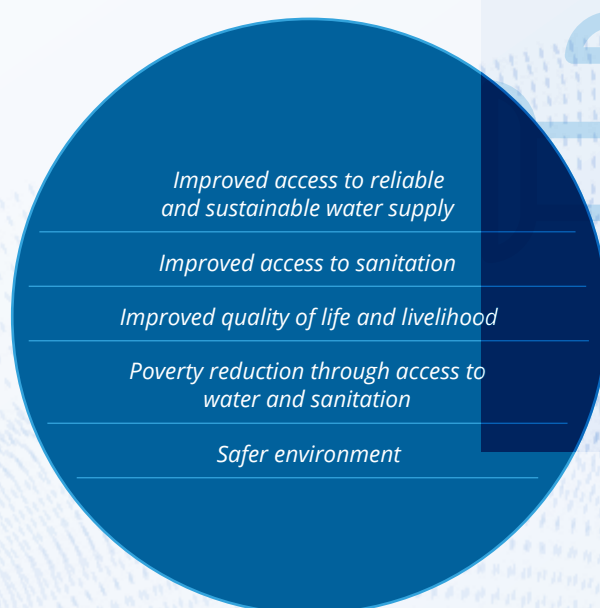 Improved access to reliable
and sustainable water supply
Improved access to sanitation
Improved quality of life and livelihood
Poverty reduction through access to
water and sanitation
Safer environment